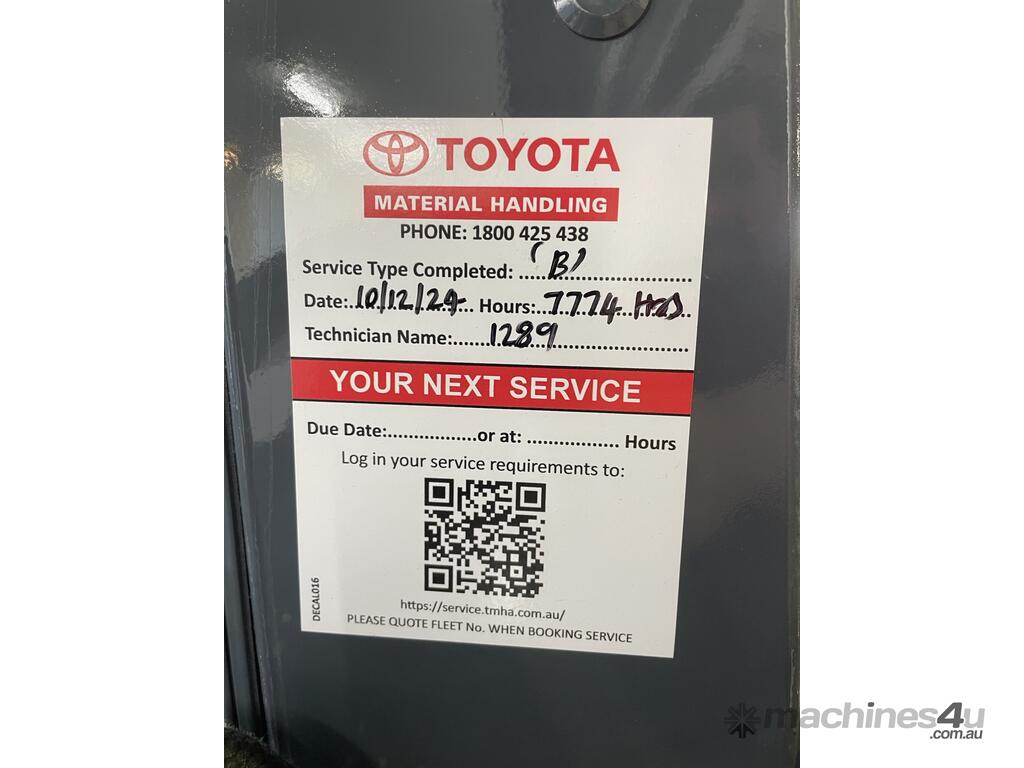 TOYOTA
MATERIAL HANDLING
PHONE: 1800 425 438
Service Type Completed: ...'B'...................
Date:..10/12/24... Hours:..7774 HRS..
Technician Name:......1289.........................
YOUR NEXT SERVICE
Due Date:.................or at: ................. Hours
Log in your service requirements to:
https://service.tmha.com.au/
PLEASE QUOTE FLEET No. WHEN BOOKING SERVICE
DECAL016
machines4u
.com.au